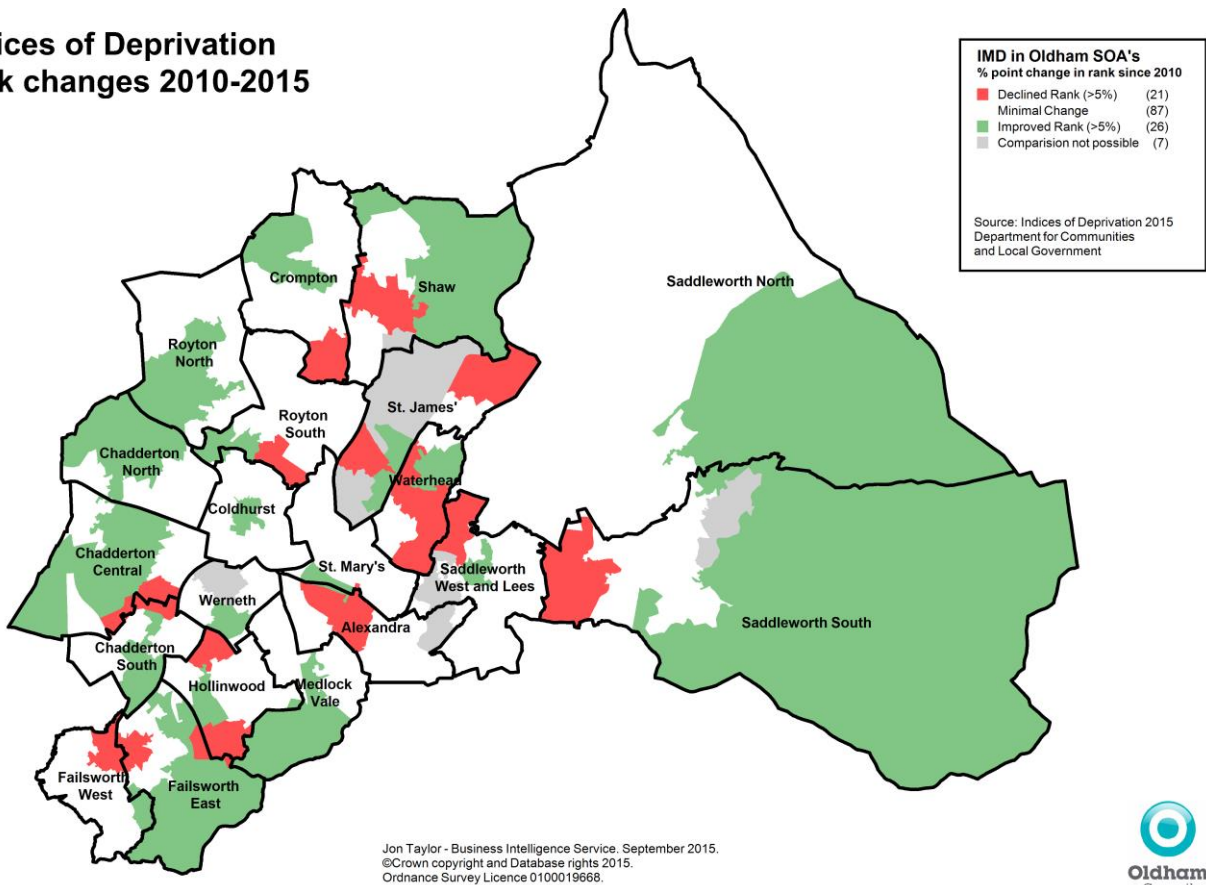 ices of Deprivation
k changes 2010-2015
IMD in Oldham SOA's
% point change in rank since 2010
Declined Rank (>5%) (21)
Minimal Change (87)
Improved Rank (>5%) (26)
Comparision not possible (7)
Source: Indices of Deprivation 2015
Department for Communities
and Local Government
Saddleworth North
Crompton
Shaw
Royton
North
Royton
South
St. James'
Chadderton
North
Waterhead
Coldhurst
Chadderton
Central
St. Mary's
Saddleworth
West and Lees
Werneth
Alexandra
Saddleworth South
Chadderton
South
Hollinwood
Medlock
Vale
Failsworth
West
Failsworth
East
Jon Taylor - Business Intelligence Service. September 2015.
©Crown copyright and Database rights 2015.
Ordnance Survey Licence 0100019668.
Oldham